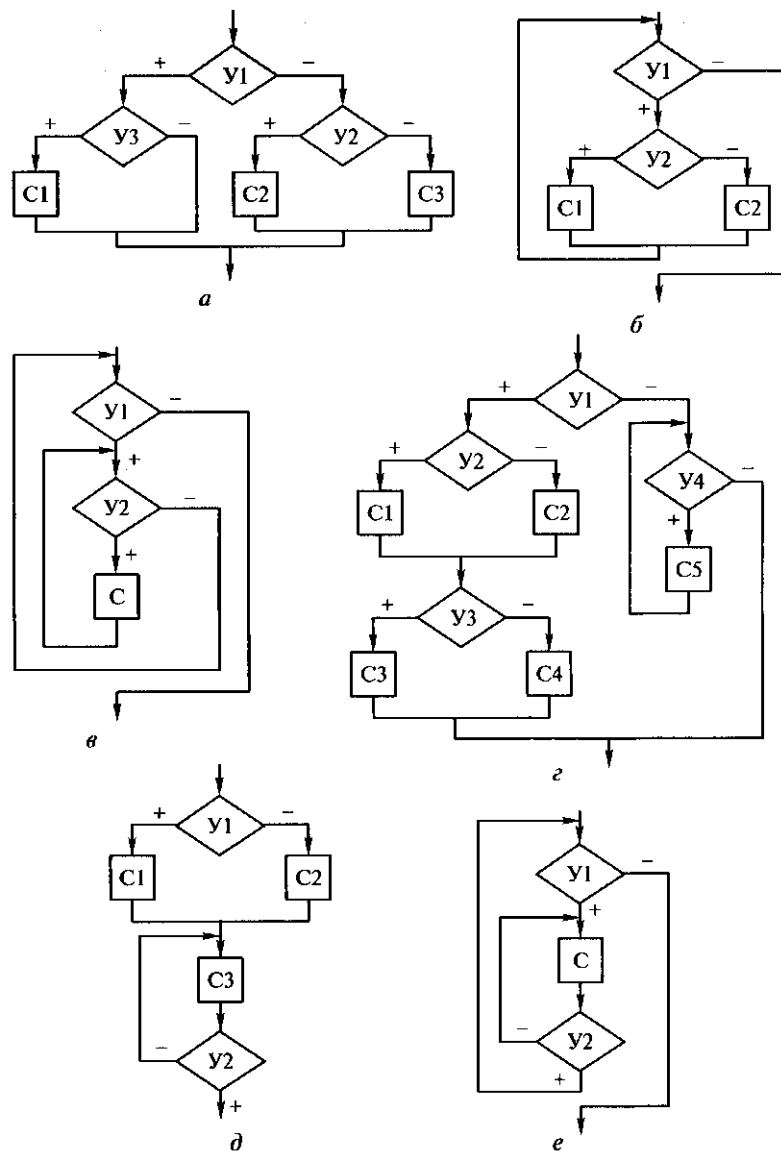 У1
+ −
У3
+ −
У2
+ −
С1
С2
С3
а
У1
−
+
У2
+ −
С1
С2
б
У1
−
+
У2
−
+
С
в
У1
+ −
У2
+ −
С1
С2
У4
−
+
С5
У3
+ −
С3
С4
г
У1
+ −
С1
С2
С3
У2
−
+
д
У1
−
+
С
У2
−
+
е